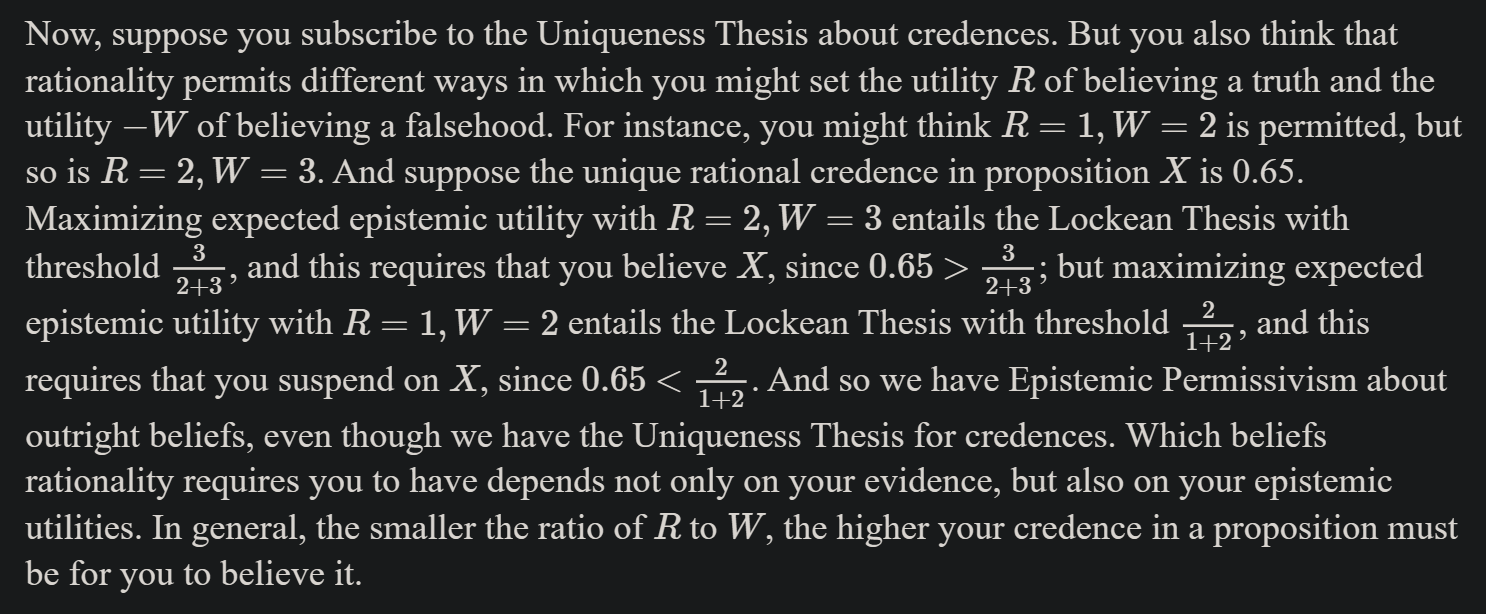 Now, suppose you subscribe to the Uniqueness Thesis about credences. But you also think that
rationality permits different ways in which you might set the utility R of believing a truth and the
utility −W of believing a falsehood. For instance, you might think R = 1, W = 2 is permitted, but
so is R = 2, W = 3. And suppose the unique rational credence in proposition X is 0.65.
Maximizing expected epistemic utility with R = 2, W = 3 entails the Lockean Thesis with
threshold 3/(2+3), and this requires that you believe X, since 0.65 > 3/(2+3); but maximizing expected
epistemic utility with R = 1, W = 2 entails the Lockean Thesis with threshold 2/(1+2), and this
requires that you suspend on X, since 0.65 < 2/(1+2). And so we have Epistemic Permissivism about
outright beliefs, even though we have the Uniqueness Thesis for credences. Which beliefs
rationality requires you to have depends not only on your evidence, but also on your epistemic
utilities. In general, the smaller the ratio of R to W, the higher your credence in a proposition must
be for you to believe it.